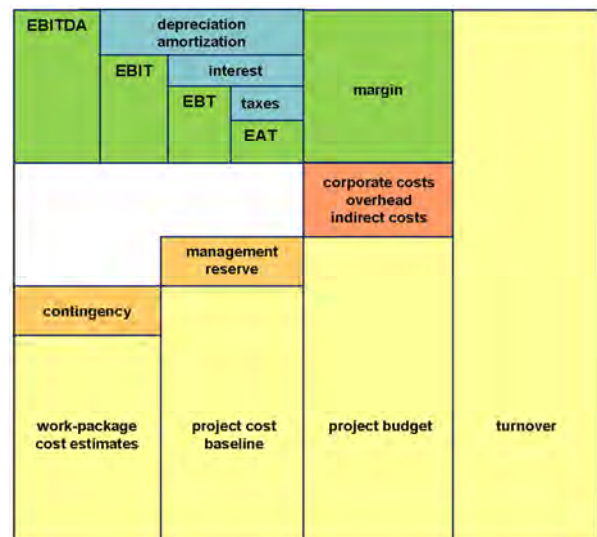 EBITDA
depreciation
amortization
EBIT
interest
EBT
taxes
EAT
margin
corporate costs
overhead
indirect costs
management
reserve
contingency
work-package
cost estimates
project cost
baseline
project budget
turnover